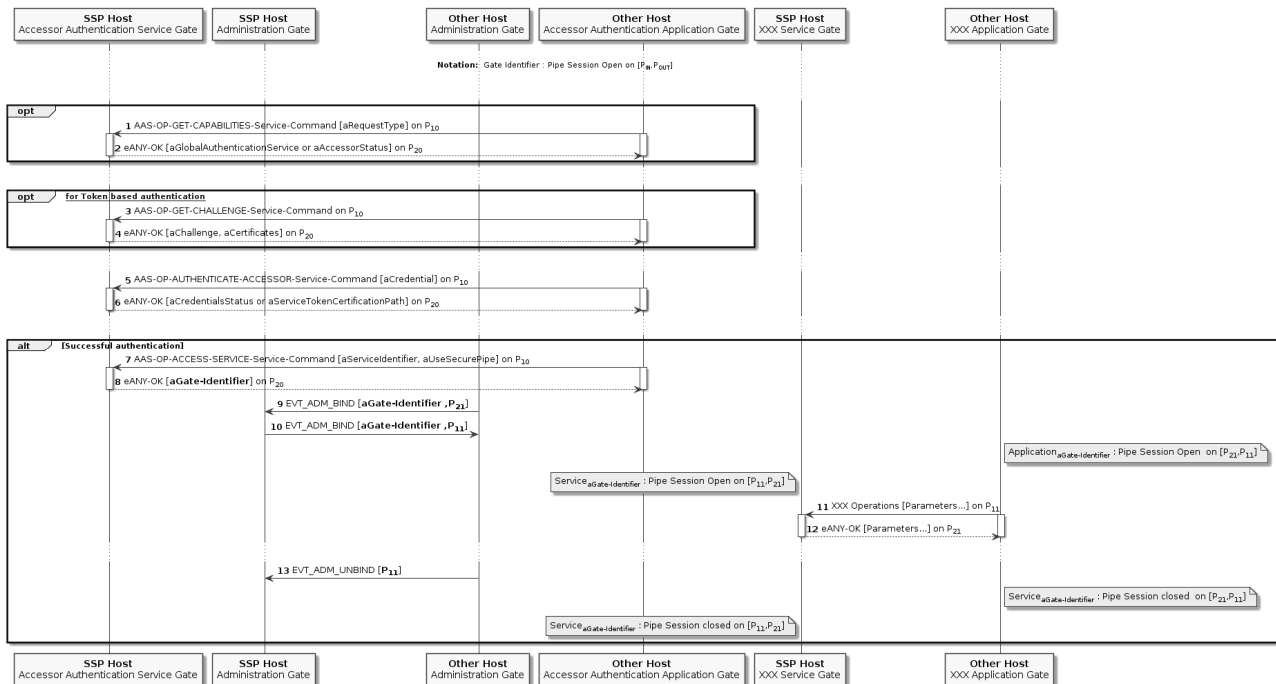 SSP Host
Accessor Authentication Service Gate
SSP Host
Administration Gate
Other Host
Administration Gate
Other Host
Accessor Authentication Application Gate
SSP Host
XXX Service Gate
Other Host
XXX Application Gate
Notation: Gate Identifier : Pipe Session Open on [PIN,POUT]
opt
1 AAS-OP-GET-CAPABILITIES-Service-Command [aRequestType] on P10
2 eANY-OK [aGlobalAuthenticationService or aAccessorStatus] on P20
opt for Token based authentication
3 AAS-OP-GET-CHALLENGE-Service-Command on P10
4 eANY-OK [aChallenge, aCertificates] on P20
5 AAS-OP-AUTHENTICATE-ACCESSOR-Service-Command [aCredential] on P10
6 eANY-OK [aCredentialsStatus or aServiceTokenCertificationPath] on P20
alt [Successful authentication]
7 AAS-OP-ACCESS-SERVICE-Service-Command [aServiceIdentifier, aUseSecurePipe] on P10
8 eANY-OK [aGate-Identifier] on P20
9 EVT_ADM_BIND [aGate-Identifier ,P21]
10 EVT_ADM_BIND [aGate-Identifier ,P11]
Application aGate-Identifier : Pipe Session Open on [P21,P11]
Service aGate-Identifier : Pipe Session Open on [P11,P21]
11 XXX Operations [Parameters...] on P11
12 eANY-OK [Parameters...] on P21
13 EVT_ADM_UNBIND [P11]
Service aGate-Identifier : Pipe Session closed on [P21,P11]
Service aGate-Identifier : Pipe Session closed on [P11,P21]
SSP Host
Accessor Authentication Service Gate
SSP Host
Administration Gate
Other Host
Administration Gate
Other Host
Accessor Authentication Application Gate
SSP Host
XXX Service Gate
Other Host
XXX Application Gate